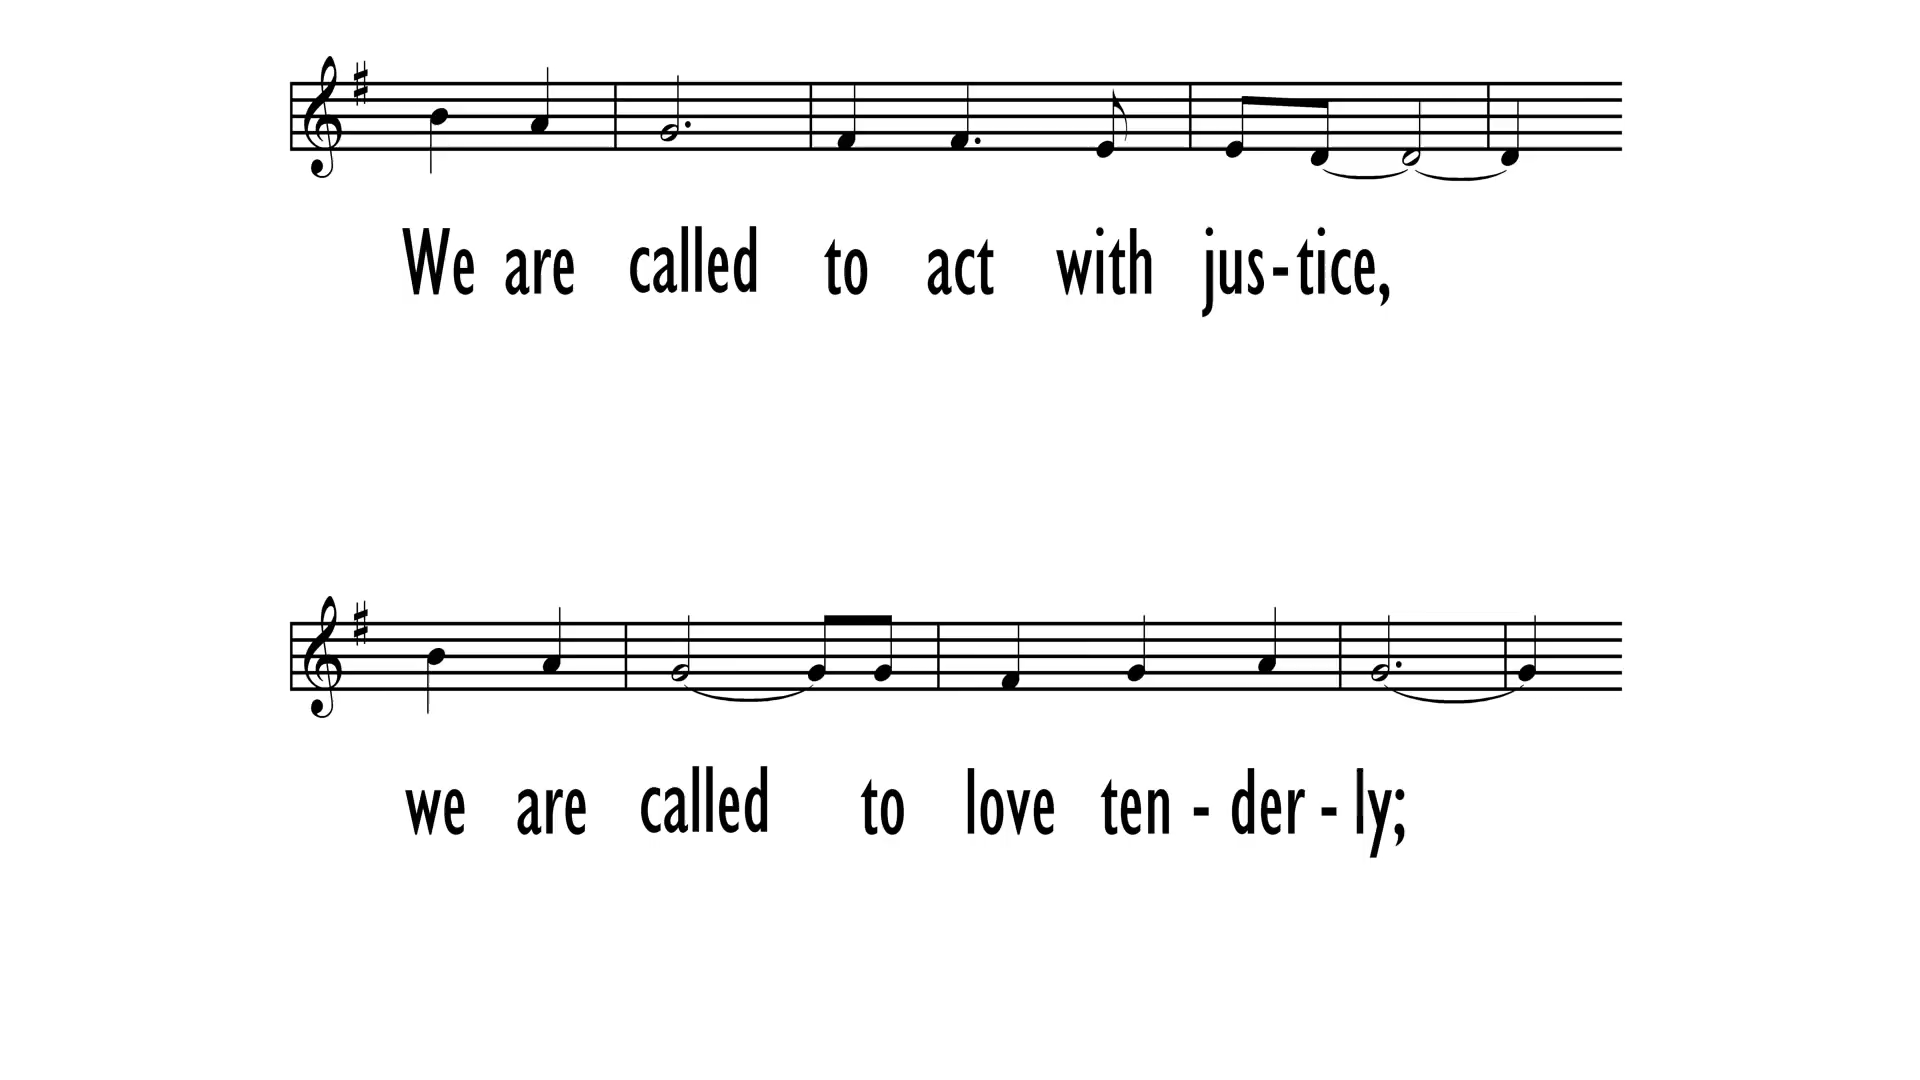 We are called to act with jus-tice,
we are called to love ten - der - ly;